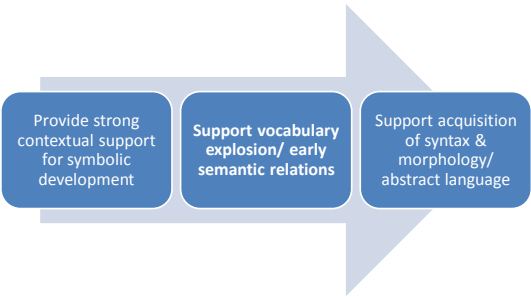 Provide strong
contextual support
for symbolic
development
Support vocabulary
explosion/ early
semantic relations
Support acquisition
of syntax &
morphology/
abstract language